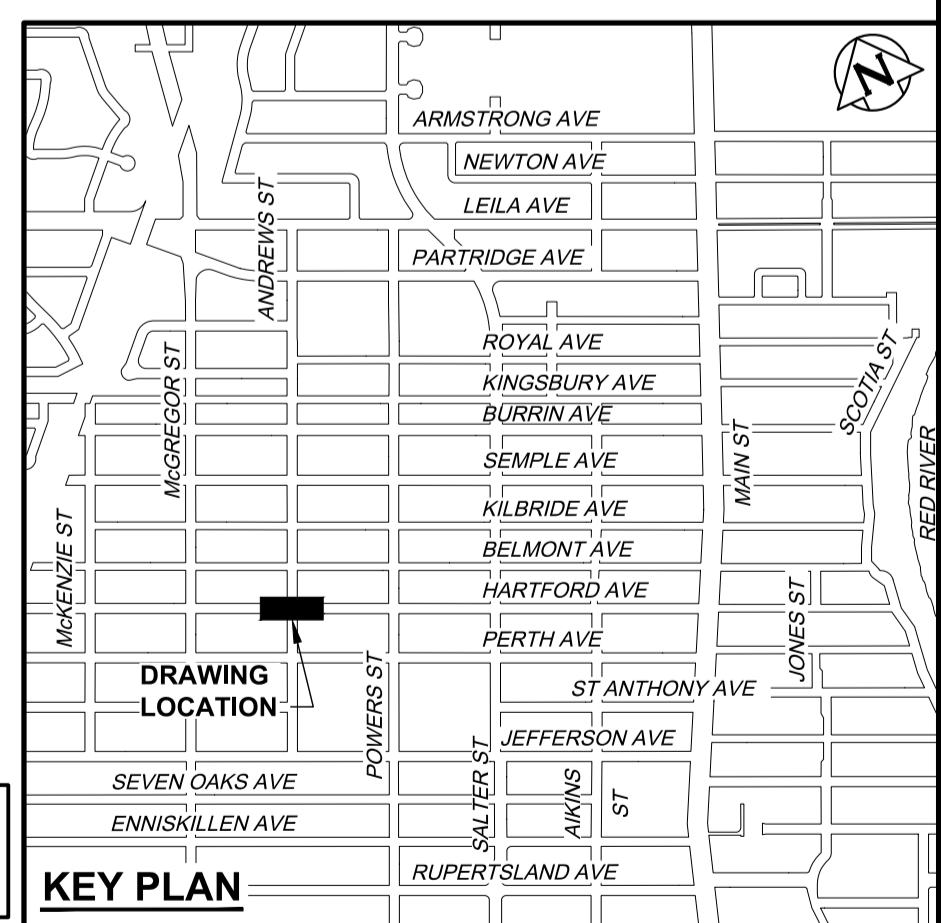 N
ARMSTRONG AVE
NEWTON AVE
LEILA AVE
ANDREWS ST
PARTRIDGE AVE
ROYAL AVE
KINGSBURY AVE
BURRIN AVE
McGREGOR ST
SCOTIA ST
SEMPLE AVE
MAIN ST
RED RIVER
KILBRIDE AVE
BELMONT AVE
McKENZIE ST
HARTFORD AVE
JONES ST
PERTH AVE
DRAWING
LOCATION
ST ANTHONY AVE
POWERS ST
JEFFERSON AVE
SEVEN OAKS AVE
SALTER ST
AIKINS
ST
ENNISKILLEN AVE
RUPERTSLAND AVE
KEY PLAN